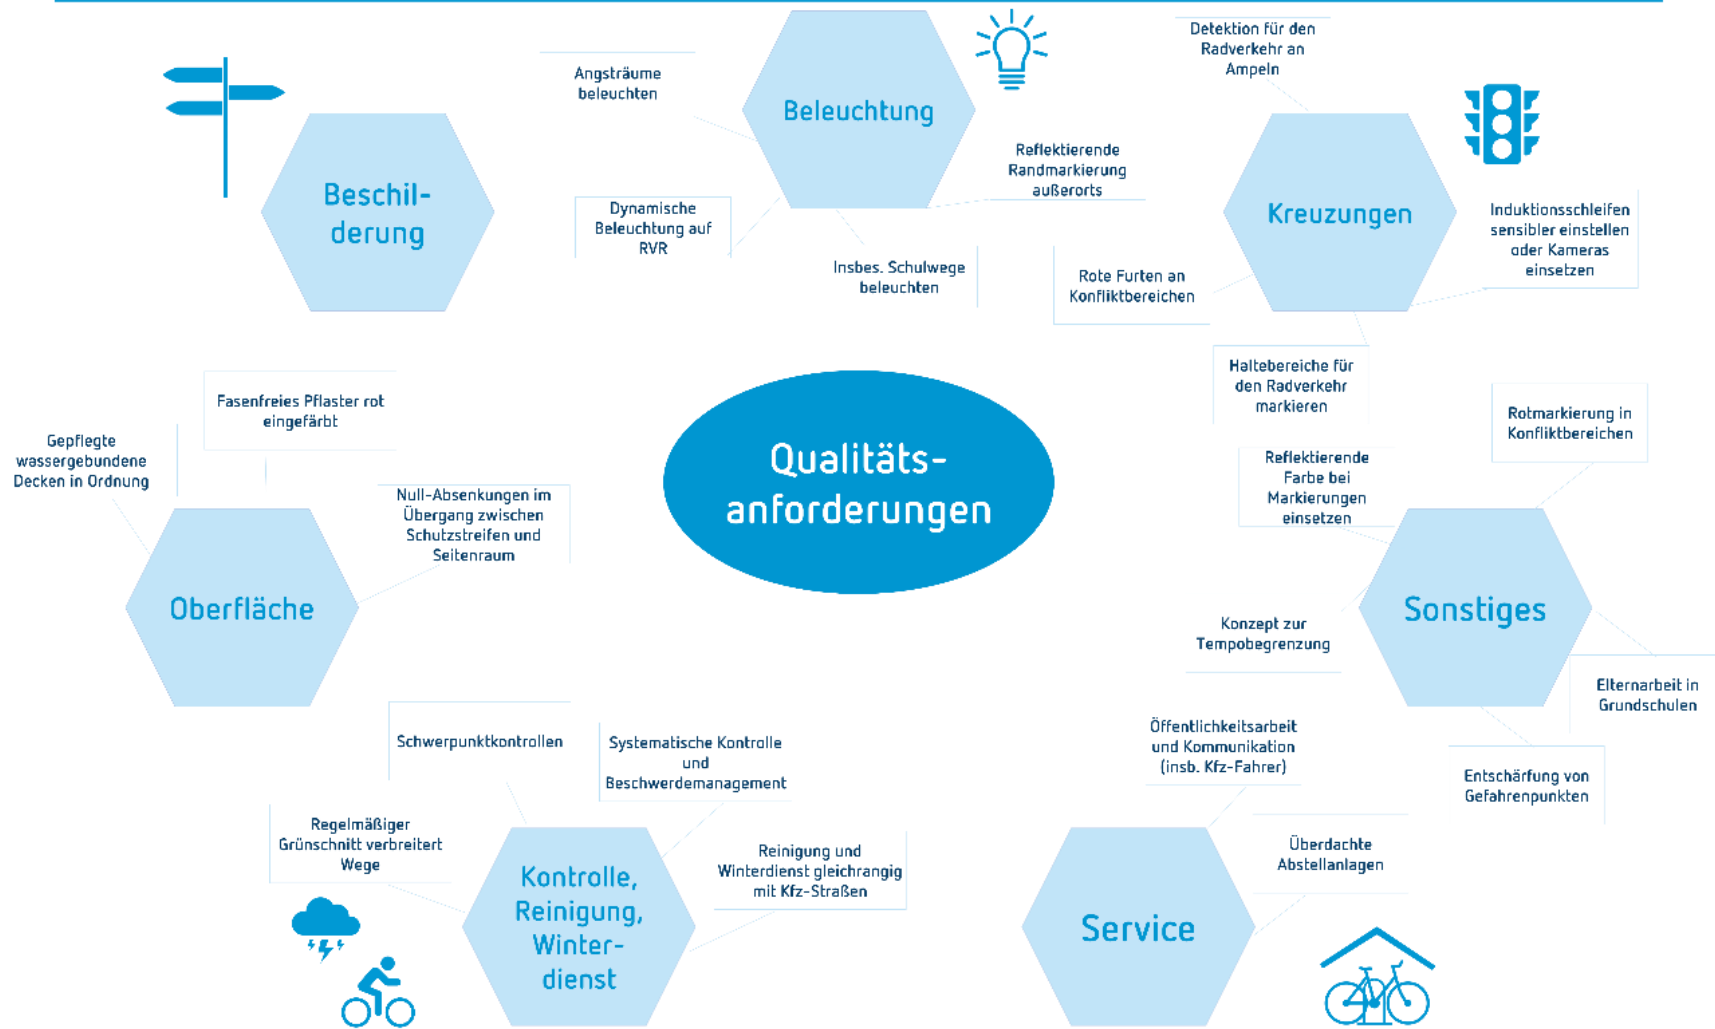 Detektion für den
Radverkehr an
Ampeln
Angsträume
beleuchten
Beleuchtung
Reflektierende
Randmarkierung
außerorts
Beschil-
derung
Dynamische
Beleuchtung auf
RVR
Insbes. Schulwege
beleuchten
Kreuzungen
Induktionsschleifen
sensibler einstellen
oder Kameras
einsetzen
Rote Furten an
Konfliktbereichen
Haltebereiche für
den Radverkehr
markieren
Fasenfreies Pflaster rot
eingefärbt
Gepflegte
wassergebundene
Decken in Ordnung
Null-Absenkungen im
Übergang zwischen
Schutzstreifen und
Seitenraum
Oberfläche
Qualitäts-
anforderungen
Rotmarkierung in
Konfliktbereichen
Reflektierende
Farbe bei
Markierungen
einsetzen
Sonstiges
Konzept zur
Tempobegrenzung
Elternarbeit in
Grundschulen
Entschärfung von
Gefahrenpunkten
Schwerpunktkontrollen
Systematische Kontrolle
und
Beschwerdemanagement
Regelmäßiger
Grünschnitt verbreitert
Wege
Reinigung und
Winterdienst gleichrangig
mit Kfz-Straßen
Kontrolle,
Reinigung,
Winter-
dienst
Öffentlichkeitsarbeit
und Kommunikation
(insb. Kfz-Fahrer)
Überdachte
Abstellanlagen
Service